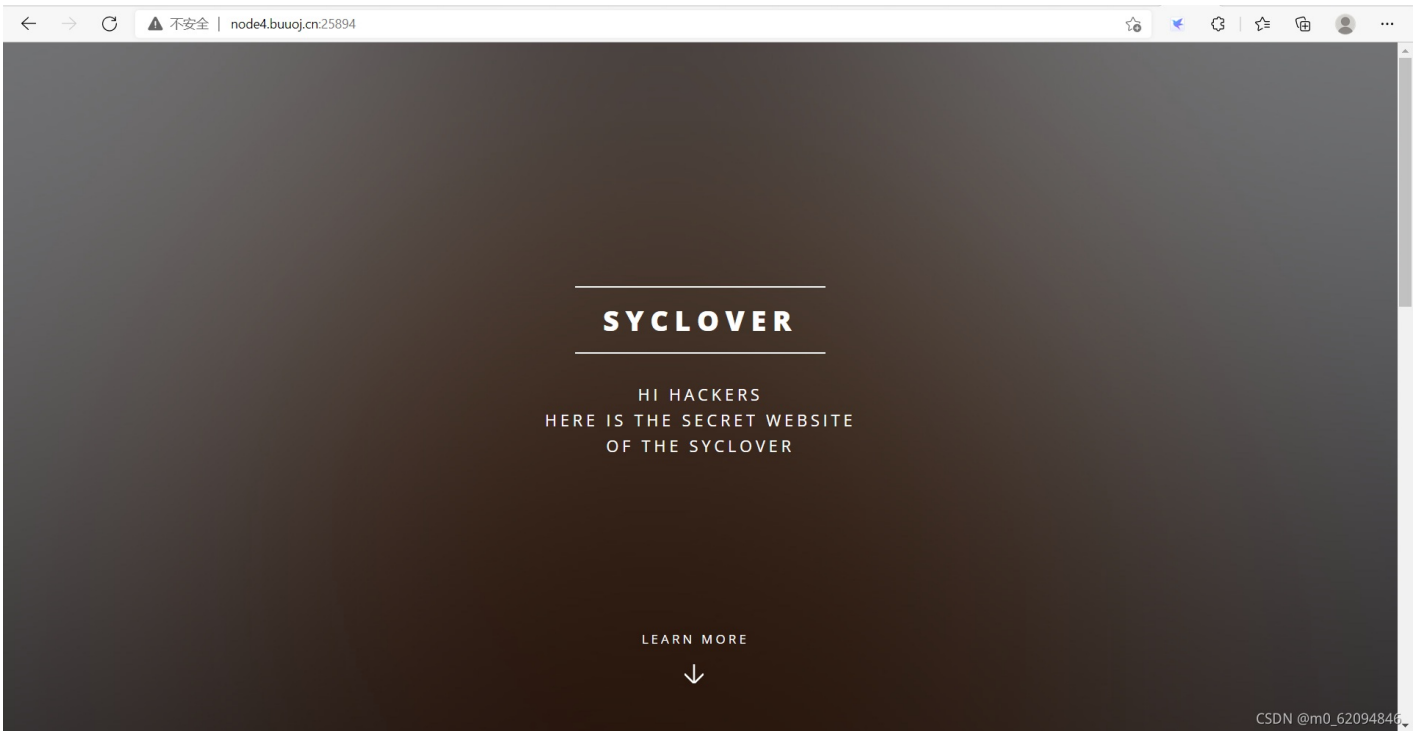 不安全 node4.buuoj.cn:25894
SYCLOVER
HI HACKERS
HERE IS THE SECRET WEBSITE
OF THE SYCLOVER
LEARN MORE
CSDN @m0_62094846